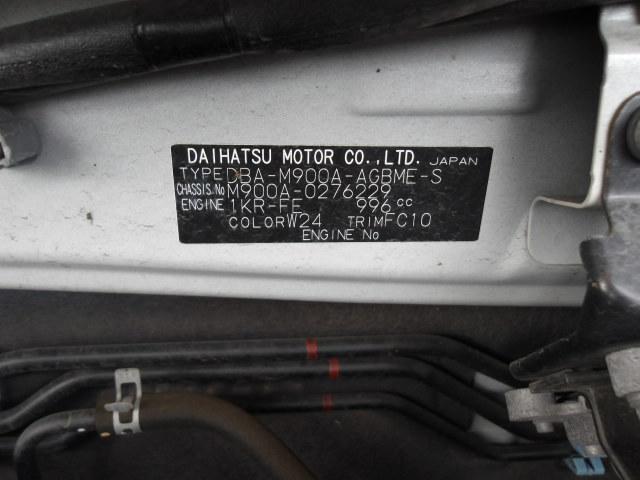 DAIHATSU MOTOR CO.,LTD. JAPAN
TYPE DBA-M900A-AGBME-S
CHASSIS.No M900A-0276229
ENGINE 1KR-FE 996cc
COLOR W24 TRIM FC10
ENGINE No